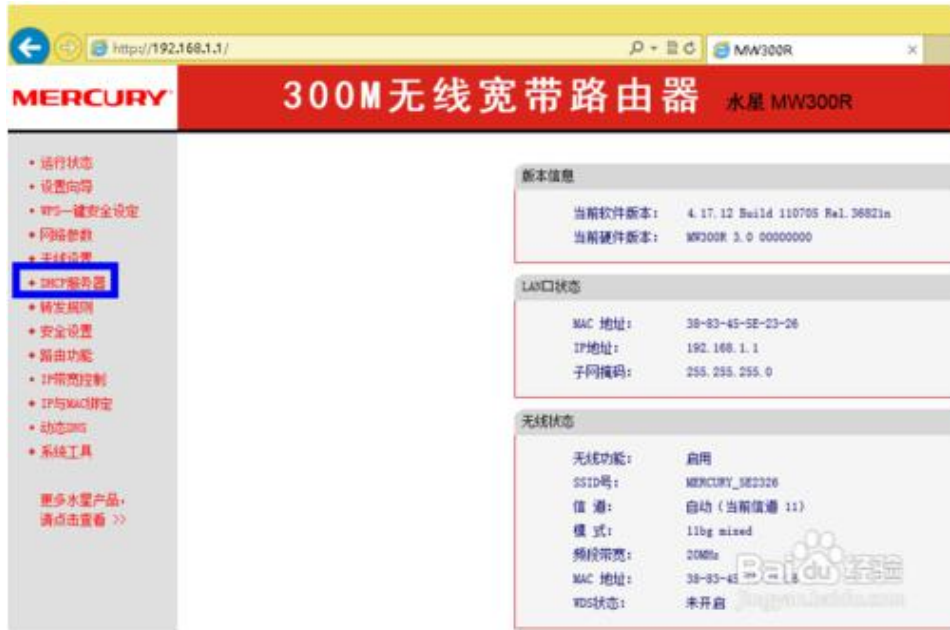 http://192.168.1.1/
MW300R
MERCURY
300M无线宽带路由器 水星 MW300R
运行状态
设置向导
WPS一键安全设定
网络参数
无线设置
DHCP服务器
转发规则
安全设置
路由功能
IP带宽控制
IP与MAC绑定
动态DNS
系统工具
更多水星产品,
请点击查看 >>
版本信息
当前软件版本: 4.17.12 Build 110705 Rel.36821n
当前硬件版本: MW300R 3.0 00000000
LAN口状态
MAC 地址: 38-83-45-5E-23-26
IP地址: 192.168.1.1
子网掩码: 255.255.255.0
无线状态
无线功能: 启用
SSID号: MERCURY_5E2326
信 道: 自动(当前信道 11)
模 式: 11bg mixed
频段带宽: 20MHz
MAC 地址: 38-83-45
WDS状态: 未开启
Baidu 经验
jingyan.baidu.com